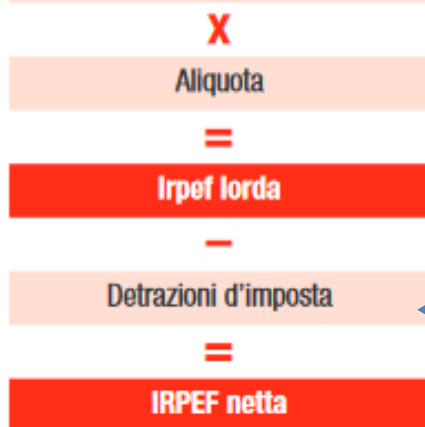 X
Aliquota
=
Irpef lorda
–
Detrazioni d'imposta
=
IRPEF netta